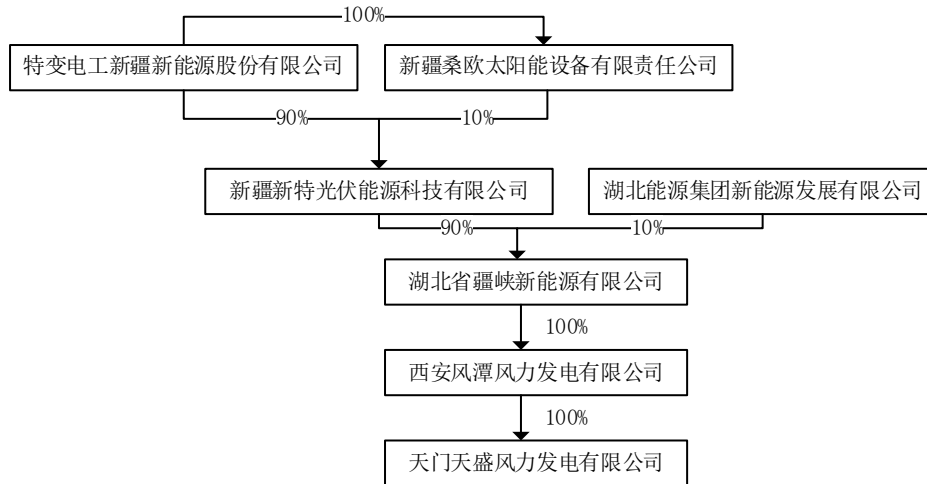 100%
特变电工新疆新能源股份有限公司
新疆桑欧太阳能设备有限责任公司
90%
10%
新疆新特光伏能源科技有限公司
湖北能源集团新能源发展有限公司
90%
10%
湖北省疆峡新能源有限公司
100%
西安风潭风力发电有限公司
100%
天门天盛风力发电有限公司